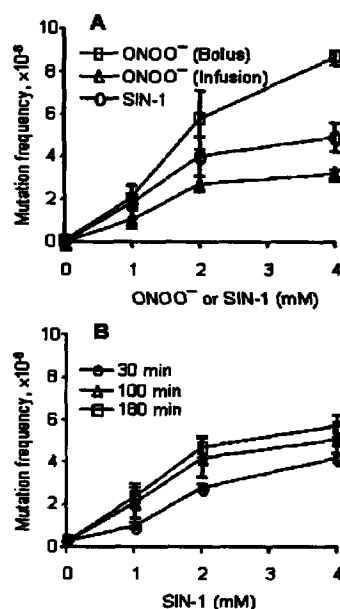 A
ONOO⁻ (Bolus)
ONOO⁻ (Infusion)
SIN-1
Mutation frequency, ×10⁻⁶
10
8
6
4
2
0
0 1 2 3 4
ONOO⁻ or SIN-1 (mM)
B
30 min
100 min
180 min
Mutation frequency, ×10⁻⁶
10
8
6
4
2
0
0 1 2 3 4
SIN-1 (mM)